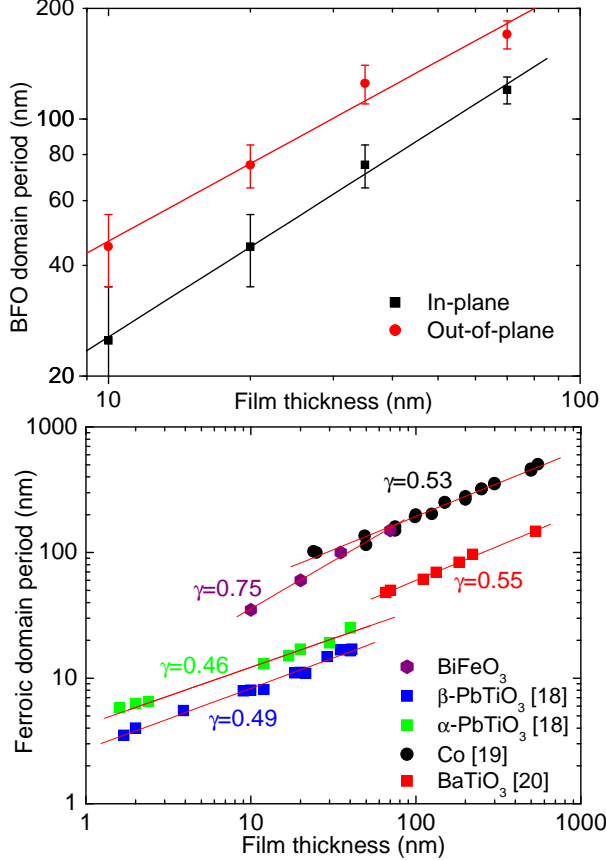 200
100
80
60
40
20
BFO domain period (nm)
In-plane
Out-of-plane
10
100
Film thickness (nm)
1000
100
10
1
Ferroic domain period (nm)
γ=0.53
γ=0.75
γ=0.55
γ=0.46
γ=0.49
BiFeO₃
β-PbTiO₃ [18]
α-PbTiO₃ [18]
Co [19]
BaTiO₃ [20]
1
10
100
1000
Film thickness (nm)